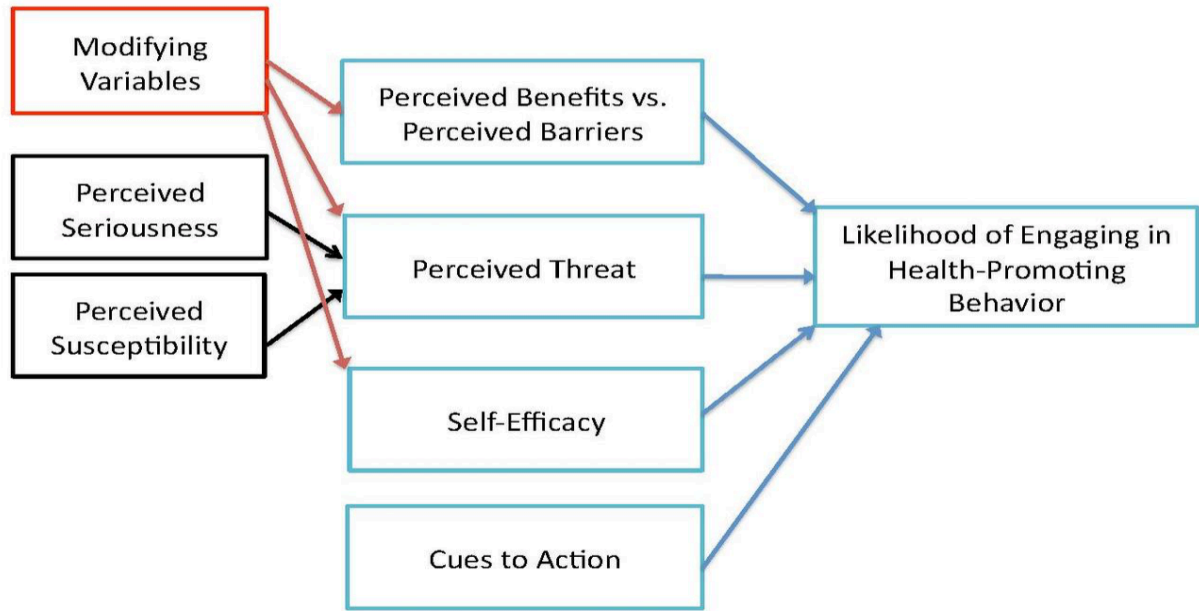 Modifying
Variables
Perceived Benefits vs.
Perceived Barriers
Perceived
Seriousness
Perceived Threat
Likelihood of Engaging in
Health-Promoting
Behavior
Perceived
Susceptibility
Self-Efficacy
Cues to Action